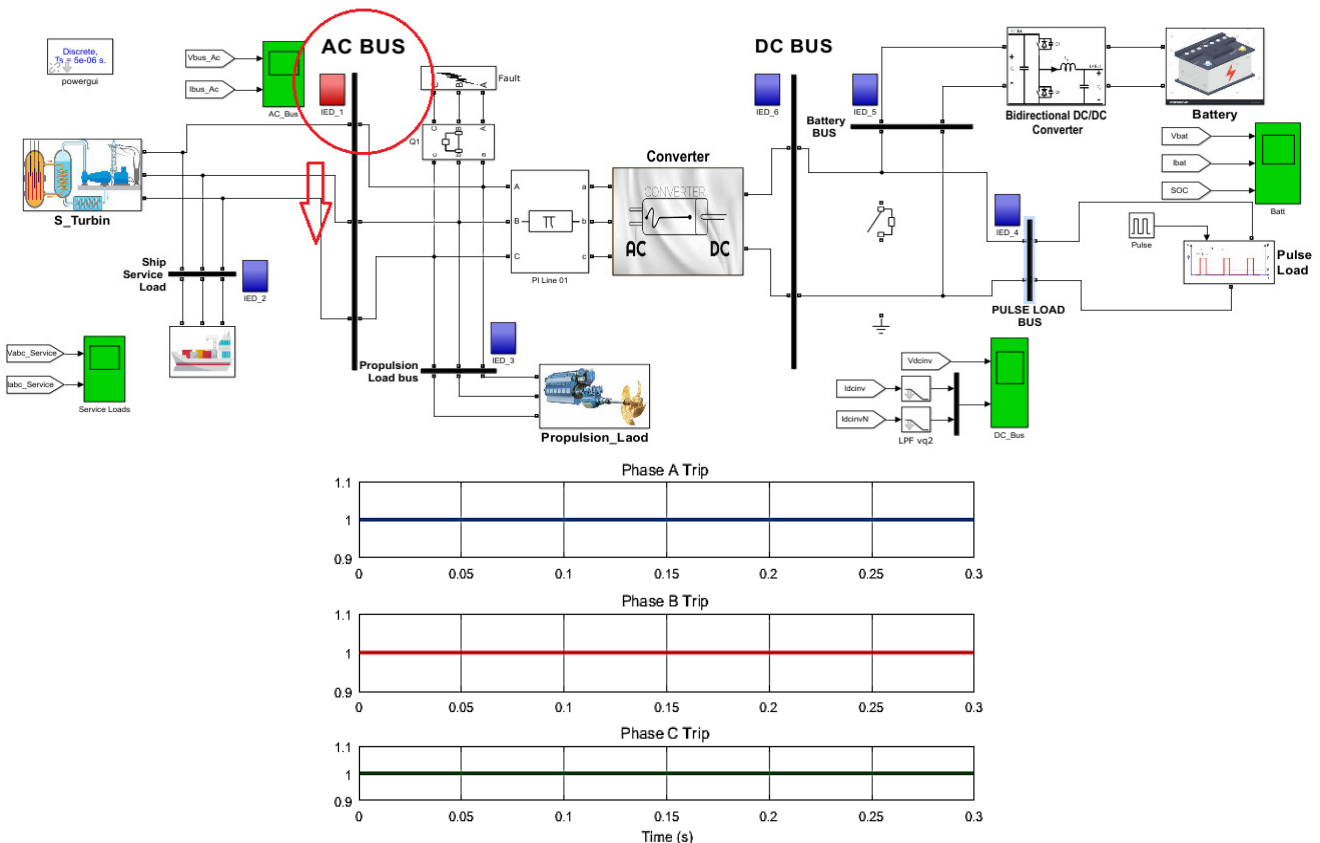 Discrete,
Ts = 5e-06 s.
powergui
Vbus_Ac
Ibus_Ac
AC_Bus
AC BUS
IED_1
Fault
C B A
C B A
Q1
c b a
S_Turbin
Ship
Service
Load
IED_2
Vabc_Service
Iabc_Service
Service Loads
A a
B b
C c
PI Line 01
Converter
CONVERTER
AC DC
Propulsion
Load bus
IED_3
Propulsion_Laod
DC BUS
IED_6
IED_5
Battery
BUS
Bidirectional DC/DC
Converter
Battery
Vbat
Ibat
SOC
Batt
IED_4
Pulse
Pulse
Load
PULSE LOAD
BUS
Vdcinv
Idcinv
IdcinvN
LPF vq2
DC_Bus
Phase A Trip
1.1
1
0.9
0 0.05 0.1 0.15 0.2 0.25 0.3
Phase B Trip
1.1
1
0.9
0 0.05 0.1 0.15 0.2 0.25 0.3
Phase C Trip
1.1
1
0.9
0 0.05 0.1 0.15 0.2 0.25 0.3
Time (s)